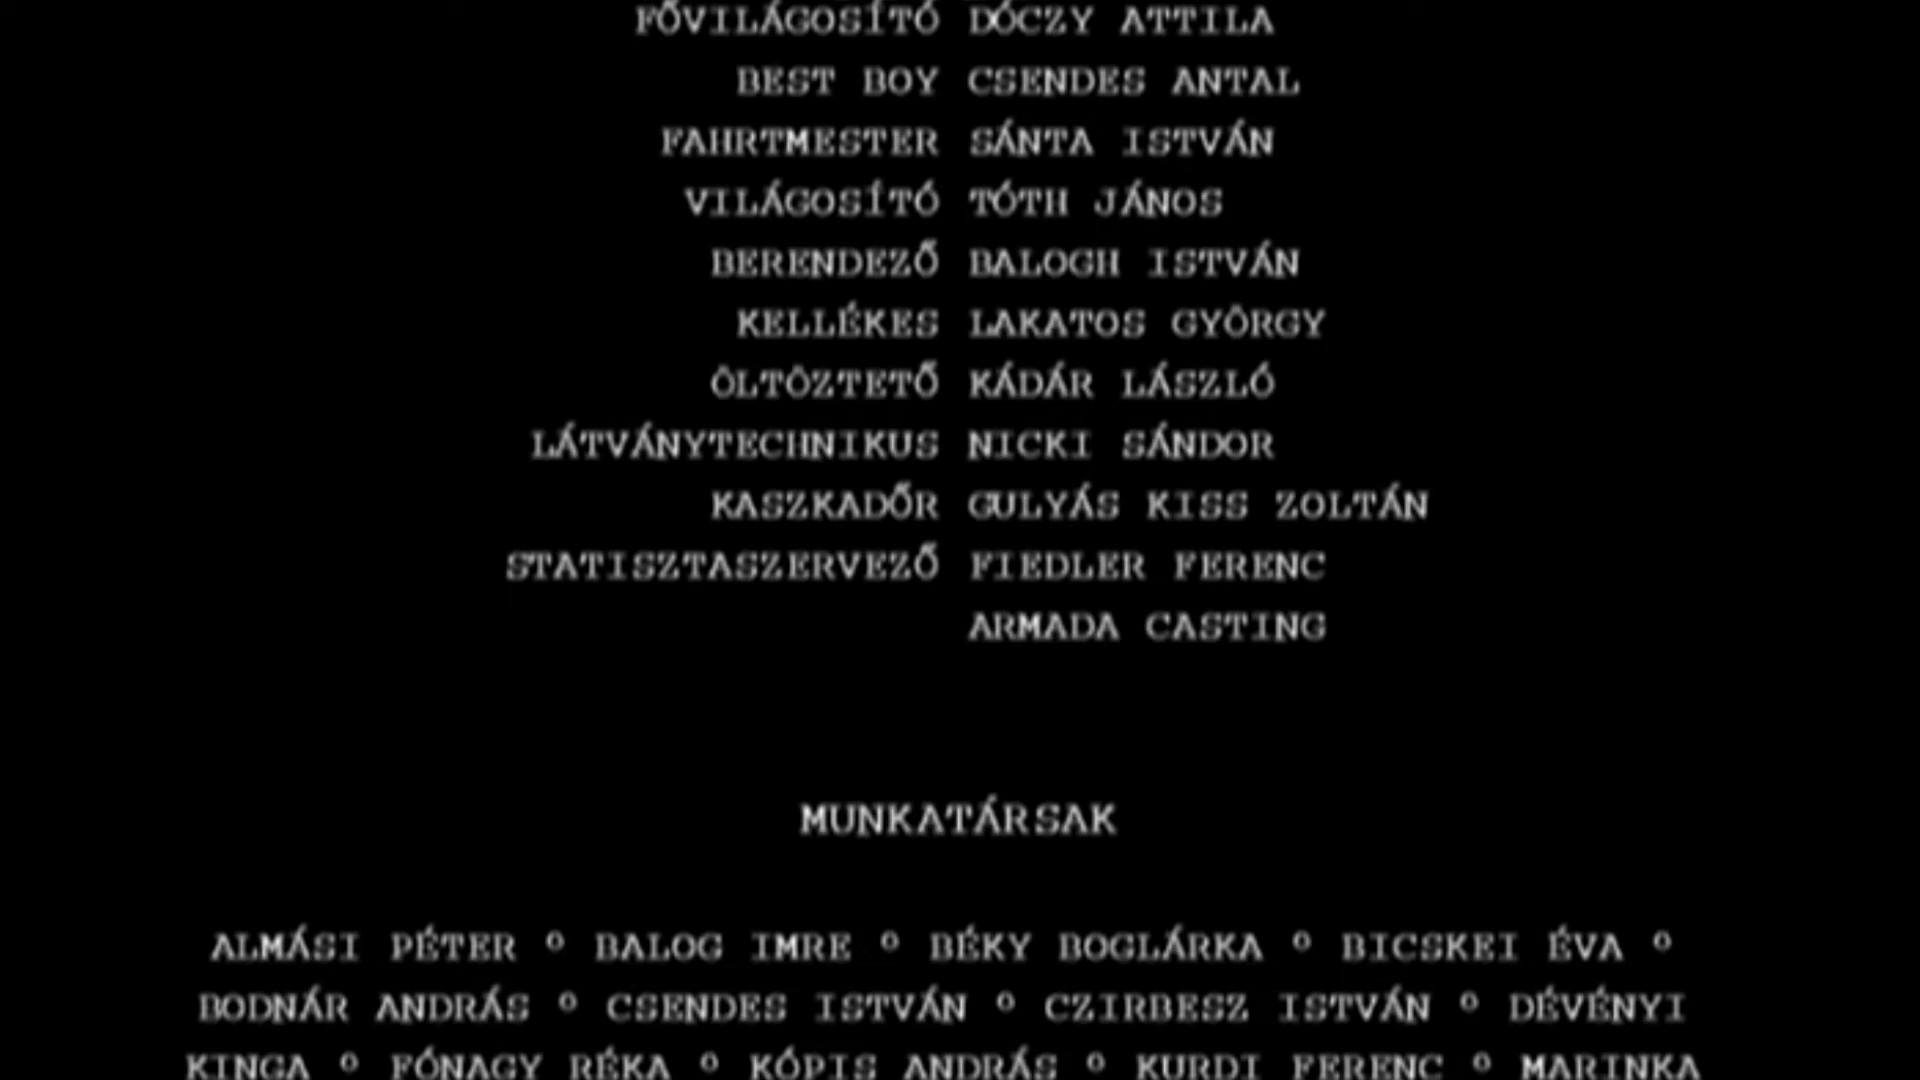 FŐVILÁGOSÍTÓ DÓCZY ATTILA
BEST BOY CSENDES ANTAL
FAHRTMESTER SÁNTA ISTVÁN
VILÁGOSÍTÓ TÓTH JÁNOS
BERENDEZŐ BALOGH ISTVÁN
KELLÉKES LAKATOS GYÖRGY
ÖLTÖZTETŐ KÁDÁR LÁSZLÓ
LÁTVÁNYTECHNIKUS NICKI SÁNDOR
KASZKADŐR GULYÁS KISS ZOLTÁN
STATISZTASZERVEZŐ FIEDLER FERENC
ARMADA CASTING
MUNKATÁRSAK
ALMÁSI PÉTER º BALOG IMRE º BÉKY BOGLÁRKA º BICSKEI ÉVA º
BODNÁR ANDRÁS º CSENDES ISTVÁN º CZIRBESZ ISTVÁN º DÉVÉNYI
KINGA º FÓNAGY RÉKA º KÓPIS ANDRÁS º KURDI FERENC º MARINKA